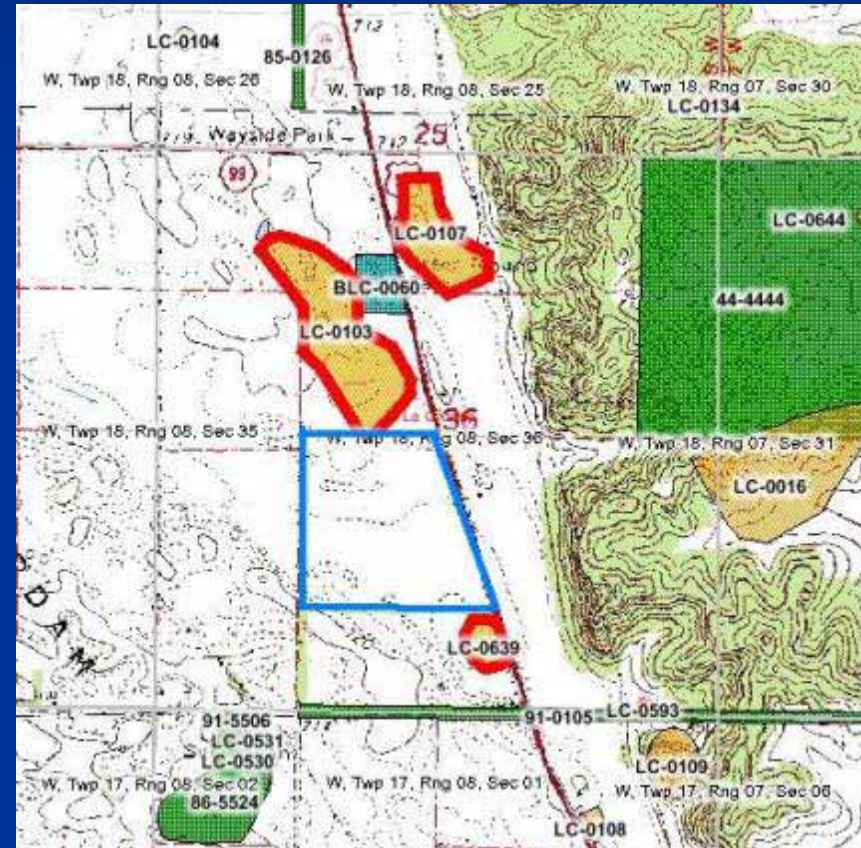 712
LC-0104
85-0126
W, Twp 18, Rng 08, Sec 26
W, Twp 18, Rng 08, Sec 25
W, Twp 18, Rng 07, Sec 30
LC-0134
Wayside Park
712
25
99
LC-0107
LC-0644
BLC-0060
44-4444
LC-0103
36
W, Twp 18, Rng 08, Sec 35
W, Twp 18, Rng 08, Sec 36
W, Twp 18, Rng 07, Sec 31
LC-0016
DAM
LC-0639
91-5506
91-0105
LC-0593
LC-0531
LC-0530
LC-0109
W, Twp 17, Rng 08, Sec 02
W, Twp 17, Rng 08, Sec 01
W, Twp 17, Rng 07, Sec 06
86-5524
LC-0108